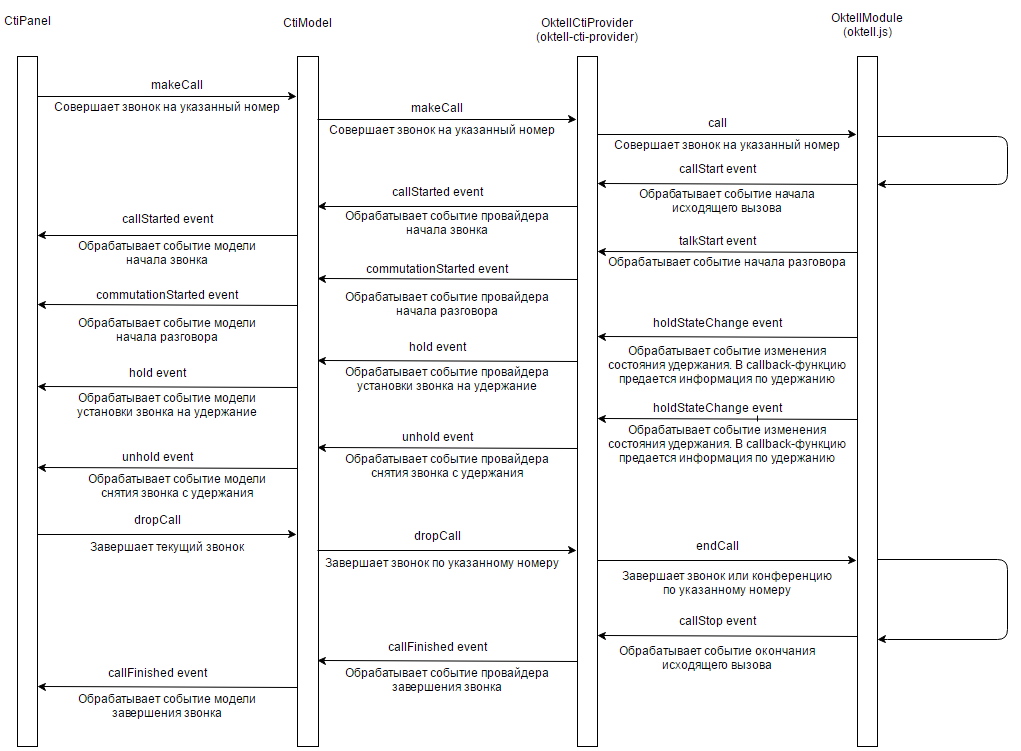 CtiPanel
CtiModel
OktellCtiProvider
(oktell-cti-provider)
OktellModule
(oktell.js)
makeCall
Совершает звонок на указанный номер
makeCall
Совершает звонок на указанный номер
call
Совершает звонок на указанный номер
callStart event
Обрабатывает событие начала
исходящего вызова
callStarted event
Обрабатывает событие провайдера
начала звонка
callStarted event
Обрабатывает событие модели
начала звонка
talkStart event
Обрабатывает событие начала разговора
commutationStarted event
Обрабатывает событие провайдера
начала разговора
commutationStarted event
Обрабатывает событие модели
начала разговора
holdStateChange event
Обрабатывает событие изменения
состояния удержания. В callback-функцию
предается информация по удержанию
hold event
Обрабатывает событие провайдера
установки звонка на удержание
hold event
Обрабатывает событие модели
установки звонка на удержание
holdStateChange event
Обрабатывает событие изменения
состояния удержания. В callback-функцию
предается информация по удержанию
unhold event
Обрабатывает событие провайдера
снятия звонка с удержания
unhold event
Обрабатывает событие модели
снятия звонка с удержания
dropCall
Завершает текущий звонок
dropCall
Завершает звонок по указанному номеру
endCall
Завершает звонок или конференцию
по указанному номеру
callStop event
Обрабатывает событие окончания
исходящего вызова
callFinished event
Обрабатывает событие провайдера
завершения звонка
callFinished event
Обрабатывает событие модели
завершения звонка